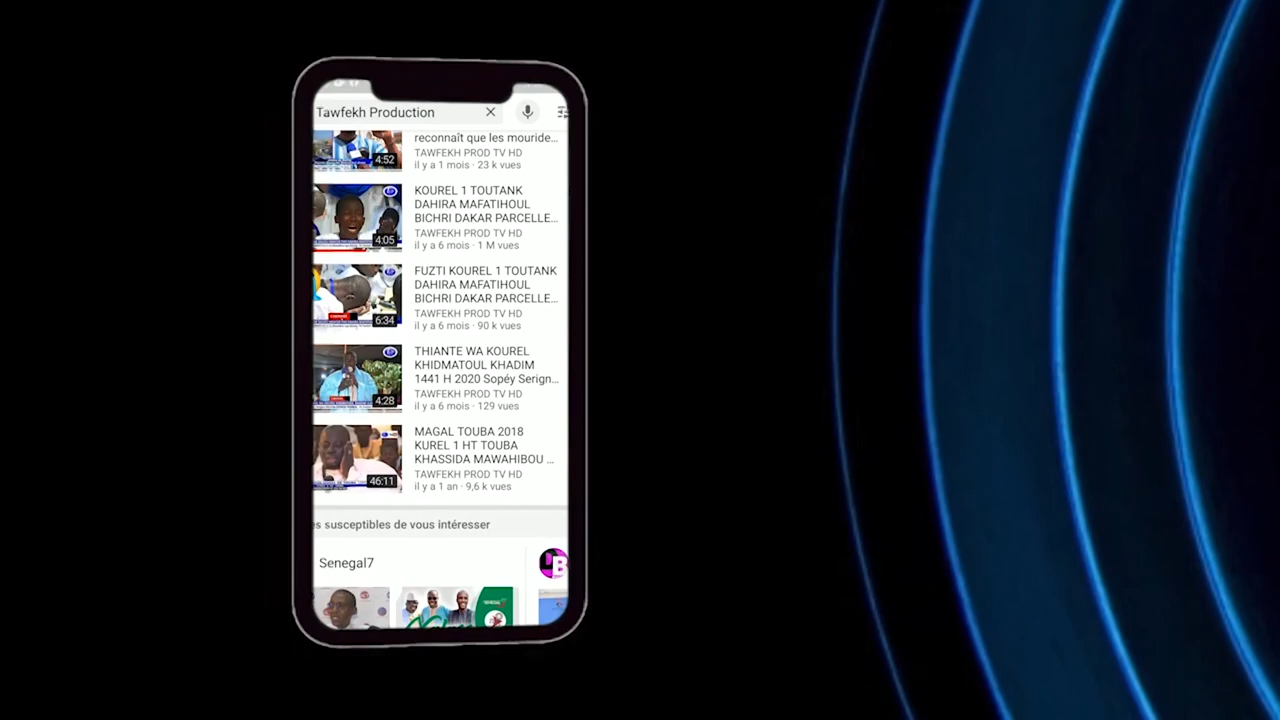 Tawfekh Production
reconnaît que les mouride...
4:52
TAWFEKH PROD TV HD
il y a 1 mois · 23 k vues
KOUREL 1 TOUTANK
DAHIRA MAFATIHOUL
BICHRI DAKAR PARCELLE...
4:05
TAWFEKH PROD TV HD
il y a 6 mois · 1 M vues
FUZTI KOUREL 1 TOUTANK
DAHIRA MAFATIHOUL
BICHRI DAKAR PARCELLE...
6:34
TAWFEKH PROD TV HD
il y a 6 mois · 90 k vues
THIANTE WA KOUREL
KHIDMATOUL KHADIM
1441 H 2020 Sopéy Serign...
4:28
TAWFEKH PROD TV HD
il y a 6 mois · 129 vues
MAGAL TOUBA 2018
KUREL 1 HT TOUBA
KHASSIDA MAWAHIBOU ...
46:11
TAWFEKH PROD TV HD
il y a 1 an · 9,6 k vues
es susceptibles de vous intéresser
Senegal7